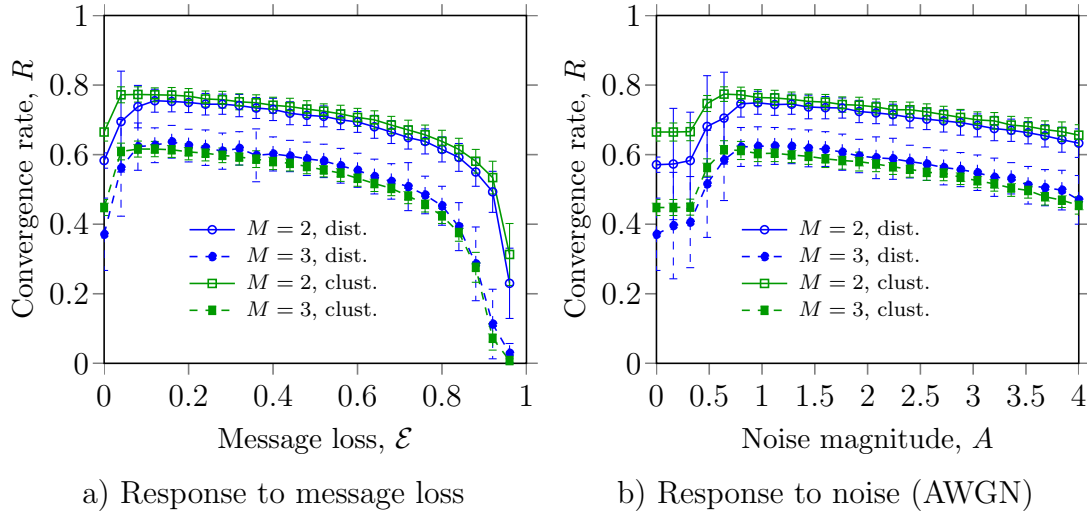 1
0.8
0.6
0.4
0.2
0
Convergence rate, R
M = 2, dist.
M = 3, dist.
M = 2, clust.
M = 3, clust.
0 0.2 0.4 0.6 0.8 1
Message loss, ℰ
a) Response to message loss
1
0.8
0.6
0.4
0.2
0
Convergence rate, R
M = 2, dist.
M = 3, dist.
M = 2, clust.
M = 3, clust.
0 0.5 1 1.5 2 2.5 3 3.5 4
Noise magnitude, A
b) Response to noise (AWGN)